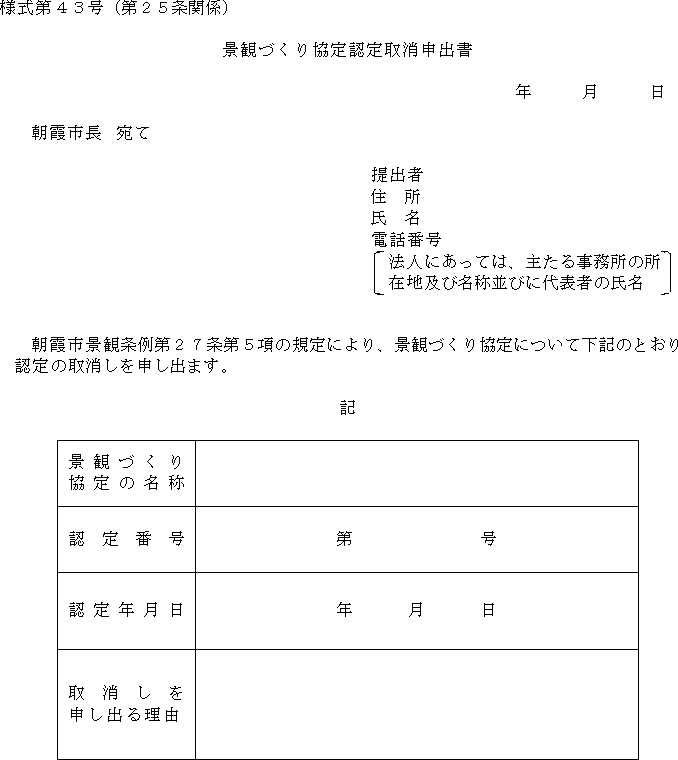 様式第４３号（第２５条関係）
景観づくり協定認定取消申出書
年　　　月　　　日
朝霞市長　宛て
提出者
住　所
氏　名
電話番号
法人にあっては、主たる事務所の所
在地及び名称並びに代表者の氏名
朝霞市景観条例第２７条第５項の規定により、景観づくり協定について下記のとおり
認定の取消しを申し出ます。
記
景観づくり
協定の名称
認定番号　第　　　　　　　号
認定年月日　年　　　月　　　日
取消しを
申し出る理由